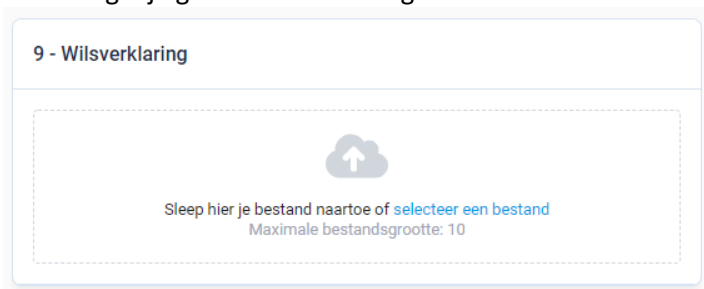 9 - Wilsverklaring
Sleep hier je bestand naartoe of selecteer een bestand
Maximale bestandsgrootte: 10